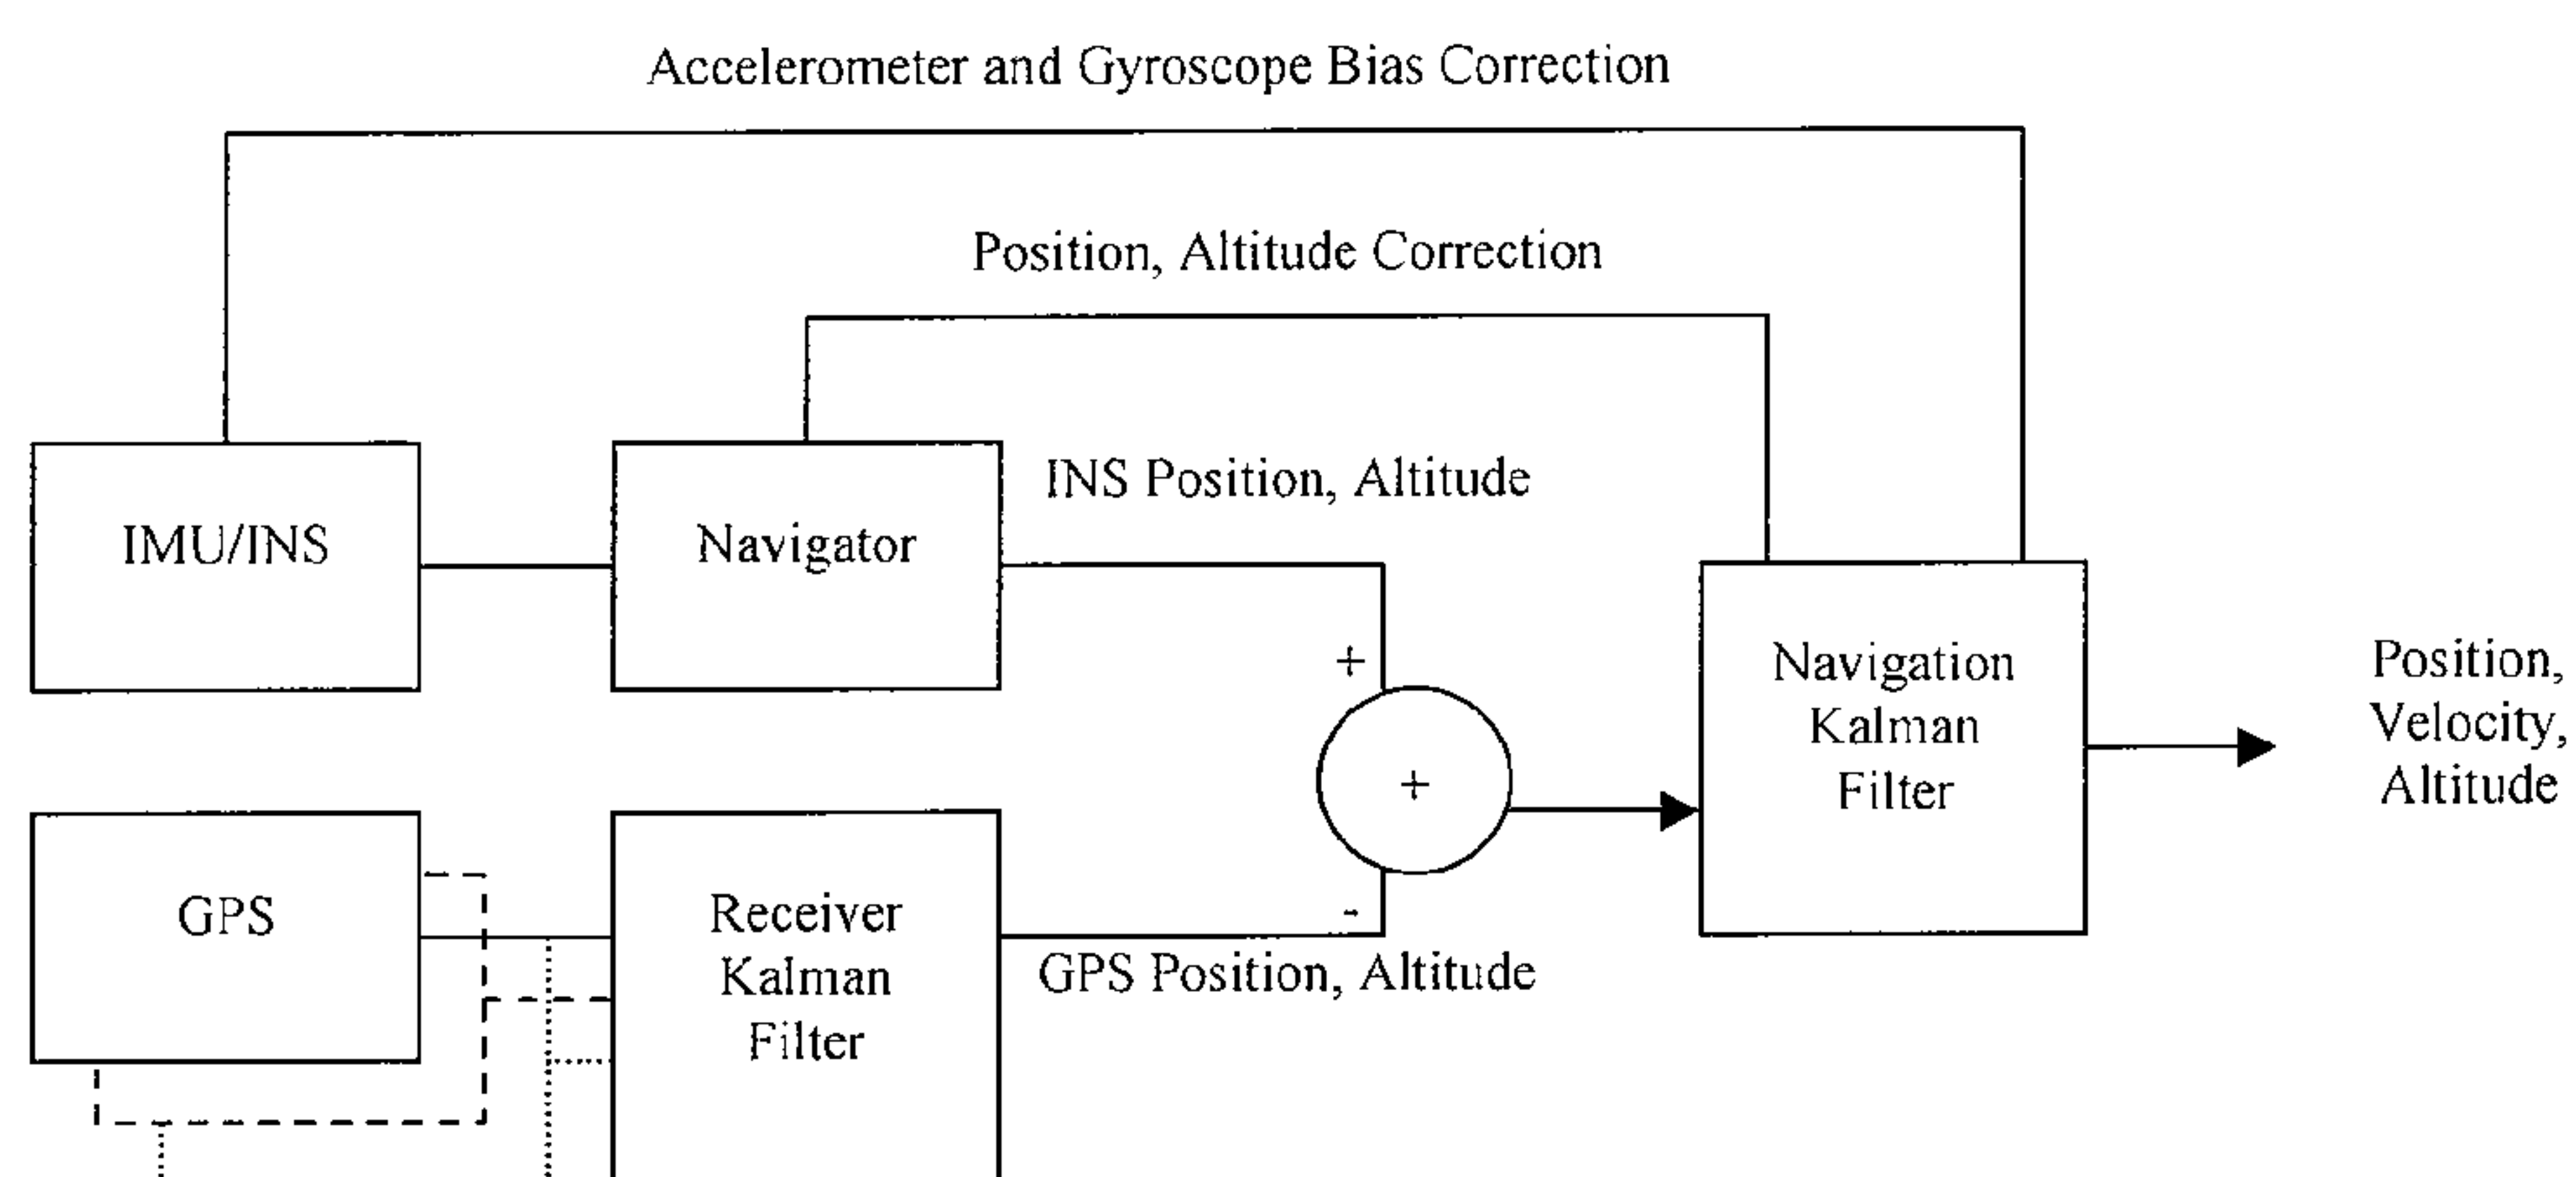 Accelerometer and Gyroscope Bias Correction
Position, Altitude Correction
INS Position, Altitude
IMU/INS
Navigator
+
Navigation
Kalman
Filter
Position,
Velocity,
Altitude
+
GPS
Receiver
Kalman
Filter
-
GPS Position, Altitude